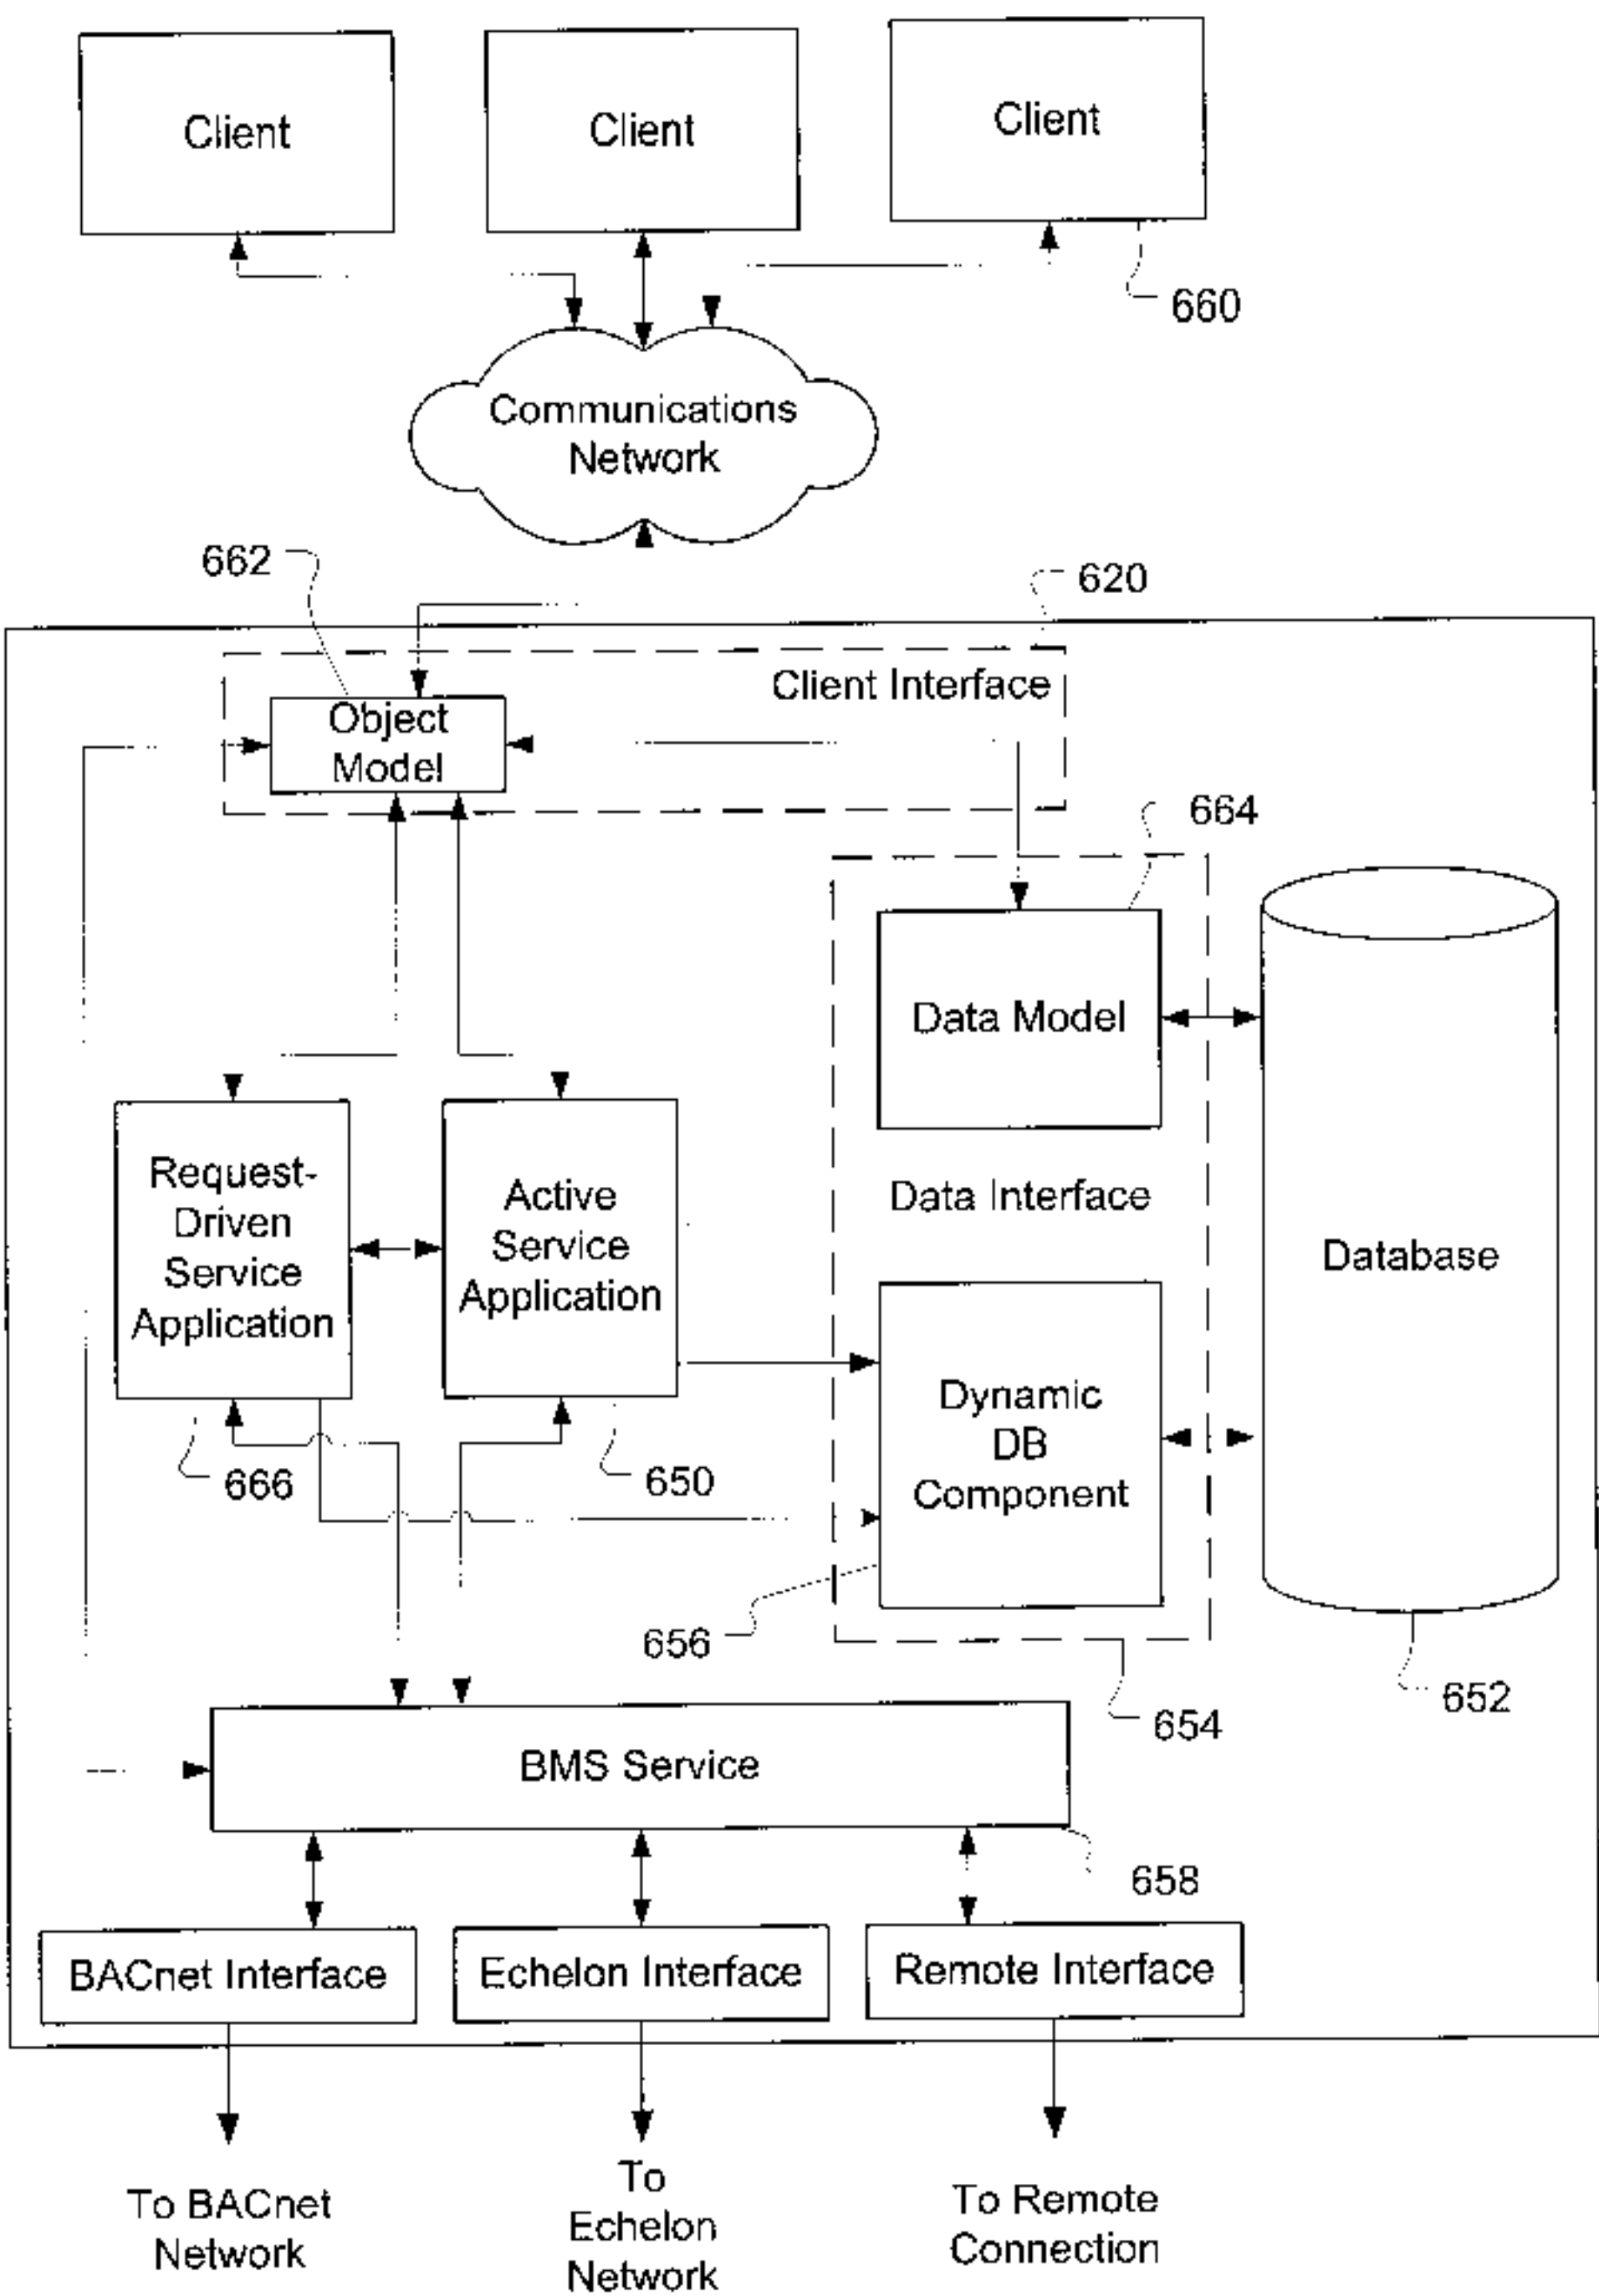 Client
Client
Client
660
Communications
Network
662
620
Client Interface
Object
Model
664
Data Model
Request-
Driven
Service
Application
Active
Service
Application
Data Interface
Database
Dynamic
DB
Component
666
650
656
654
652
BMS Service
658
BACnet Interface
Echelon Interface
Remote Interface
To BACnet
Network
To
Echelon
Network
To Remote
Connection